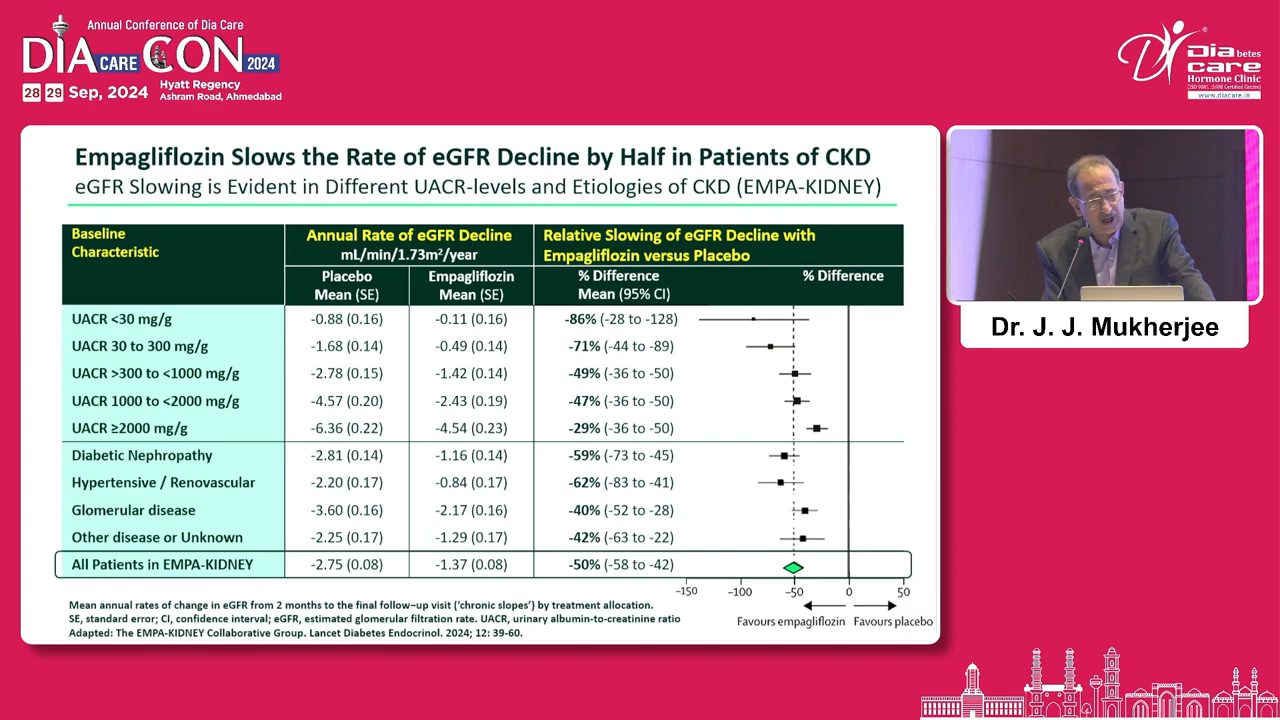 Annual Conference of Dia Care
DIA CARE CON 2024
28 29 Sep, 2024
Hyatt Regency
Ashram Road, Ahmedabad
Diabetes
care
Hormone Clinic
www.diacare.in
Empagliflozin Slows the Rate of eGFR Decline by Half in Patients of CKD
eGFR Slowing is Evident in Different UACR-levels and Etiologies of CKD (EMPA-KIDNEY)
Baseline Characteristic
Annual Rate of eGFR Decline
mL/min/1.73m²/year
Relative Slowing of eGFR Decline with
Empagliflozin versus Placebo
Placebo
Mean (SE)
Empagliflozin
Mean (SE)
% Difference
Mean (95% CI)
% Difference
UACR <30 mg/g -0.88 (0.16) -0.11 (0.16) -86% (-28 to -128)
UACR 30 to 300 mg/g -1.68 (0.14) -0.49 (0.14) -71% (-44 to -89)
UACR >300 to <1000 mg/g -2.78 (0.15) -1.42 (0.14) -49% (-36 to -50)
UACR 1000 to <2000 mg/g -4.57 (0.20) -2.43 (0.19) -47% (-36 to -50)
UACR ≥2000 mg/g -6.36 (0.22) -4.54 (0.23) -29% (-36 to -50)
Diabetic Nephropathy -2.81 (0.14) -1.16 (0.14) -59% (-73 to -45)
Hypertensive / Renovascular -2.20 (0.17) -0.84 (0.17) -62% (-83 to -41)
Glomerular disease -3.60 (0.16) -2.17 (0.16) -40% (-52 to -28)
Other disease or Unknown -2.25 (0.17) -1.29 (0.17) -42% (-63 to -22)
All Patients in EMPA-KIDNEY -2.75 (0.08) -1.37 (0.08) -50% (-58 to -42)
−150 −100 −50 0 50
Favours empagliflozin Favours placebo
Mean annual rates of change in eGFR from 2 months to the final follow–up visit ('chronic slopes') by treatment allocation.
SE, standard error; CI, confidence interval; eGFR, estimated glomerular filtration rate. UACR, urinary albumin-to-creatinine ratio
Adapted: The EMPA-KIDNEY Collaborative Group. Lancet Diabetes Endocrinol. 2024; 12: 39-60.
Dr. J. J. Mukherjee